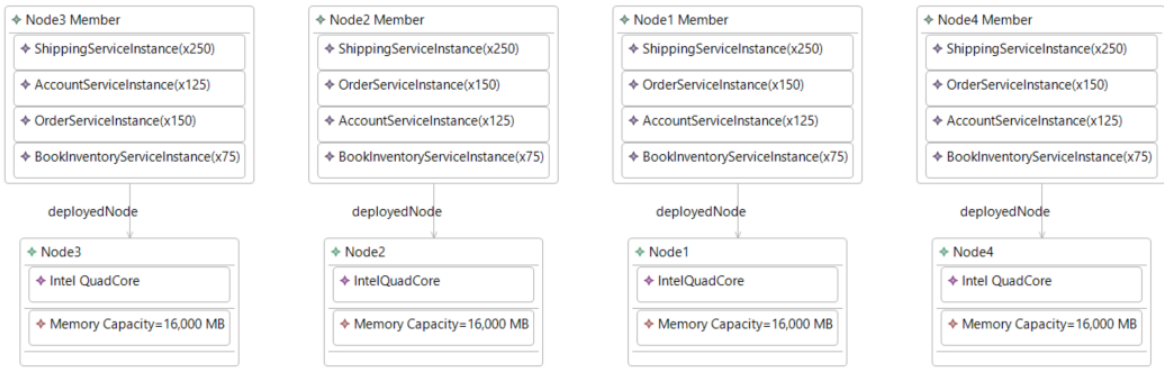 Node3 Member
ShippingServiceInstance(x250)
AccountServiceInstance(x125)
OrderServiceInstance(x150)
BookInventoryServiceInstance(x75)
deployedNode
Node3
Intel QuadCore
Memory Capacity=16,000 MB
Node2 Member
ShippingServiceInstance(x250)
OrderServiceInstance(x150)
AccountServiceInstance(x125)
BookInventoryServiceInstance(x75)
deployedNode
Node2
IntelQuadCore
Memory Capacity=16,000 MB
Node1 Member
ShippingServiceInstance(x250)
OrderServiceInstance(x150)
AccountServiceInstance(x125)
BookInventoryServiceInstance(x75)
deployedNode
Node1
IntelQuadCore
Memory Capacity=16,000 MB
Node4 Member
ShippingServiceInstance(x250)
OrderServiceInstance(x150)
AccountServiceInstance(x125)
BookInventoryServiceInstance(x75)
deployedNode
Node4
Intel QuadCore
Memory Capacity=16,000 MB